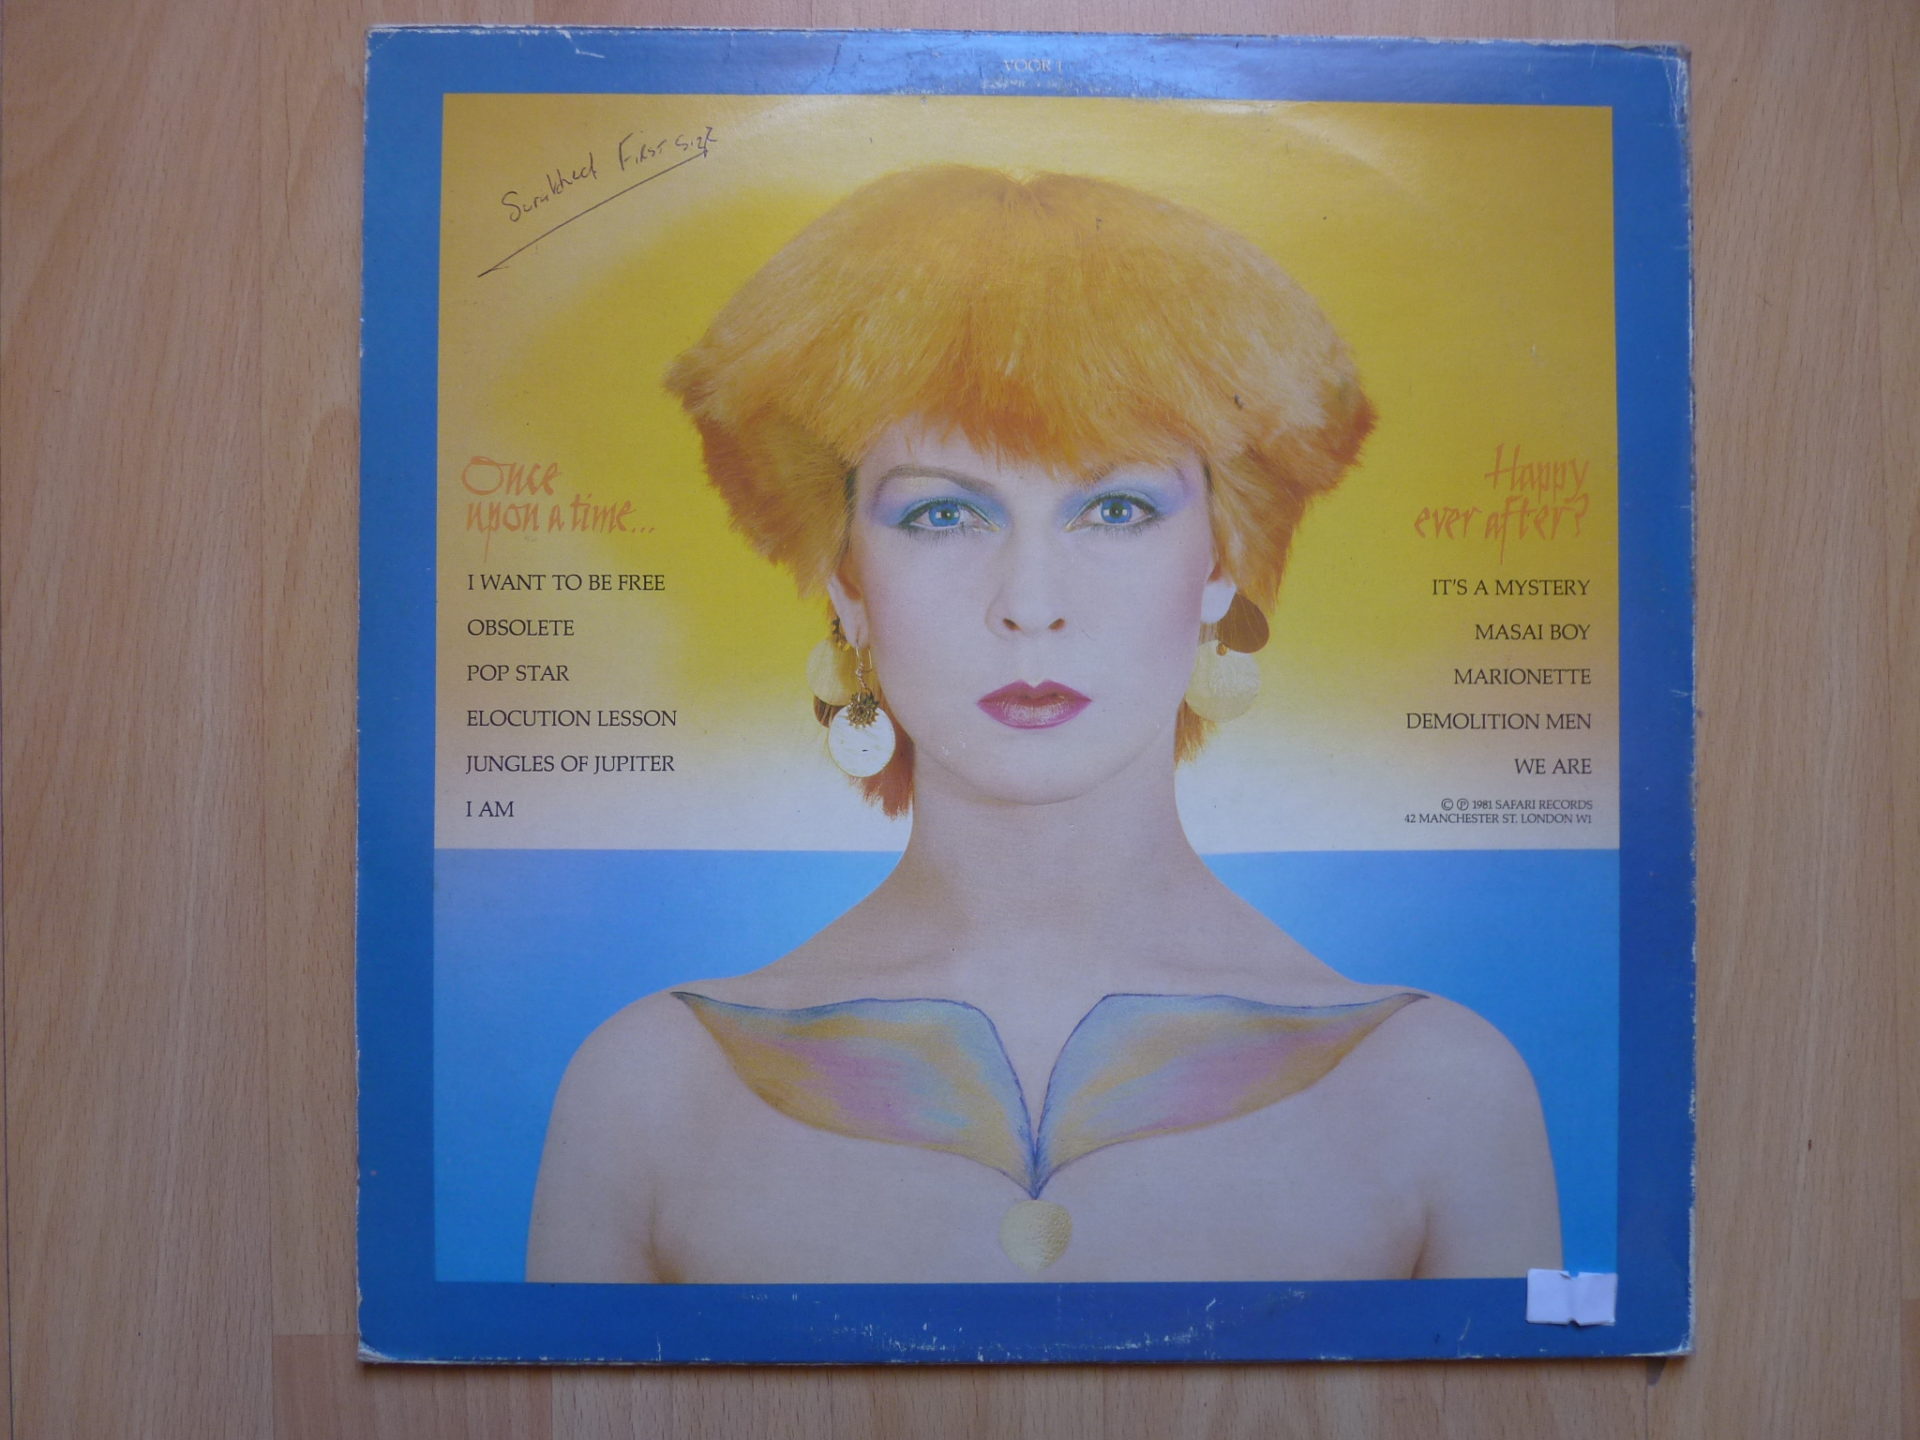 VOOR 1
Scratched First Side
Once
upon a time...
I WANT TO BE FREE
OBSOLETE
POP STAR
ELOCUTION LESSON
JUNGLES OF JUPITER
I AM
Happy
ever after?
IT'S A MYSTERY
MASAI BOY
MARIONETTE
DEMOLITION MEN
WE ARE
© ℗ 1981 SAFARI RECORDS
42 MANCHESTER ST. LONDON W1